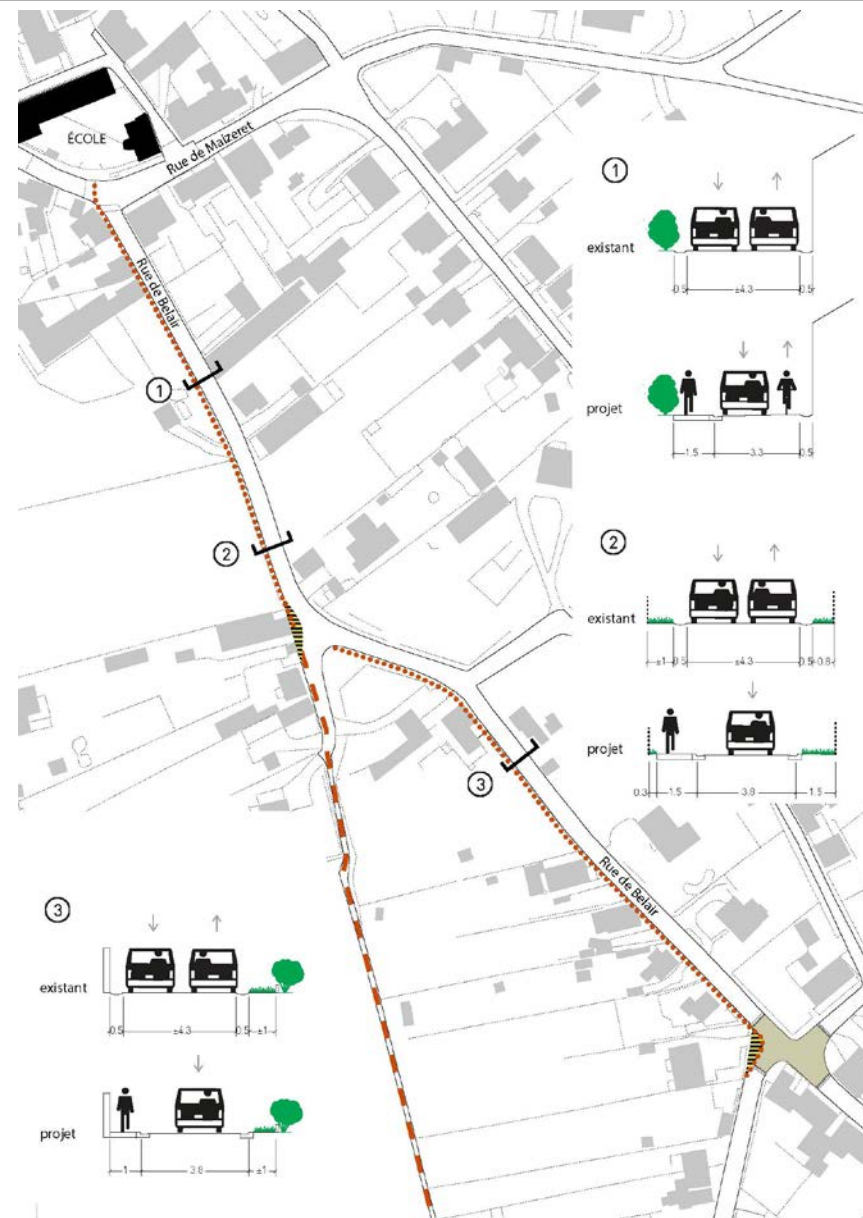 ÉCOLE
Rue de Maizeret
Rue de Belair
1
2
3
Rue de Belair
1
existant
0.5 ±4.3 0.5
projet
1.5 3.3 0.5
2
existant
±1 0.5 ±4.3 0.5 0.8
projet
0.3 1.5 3.8 1.5
3
existant
0.5 ±4.3 0.5 ±1
projet
1 3.8 ±1